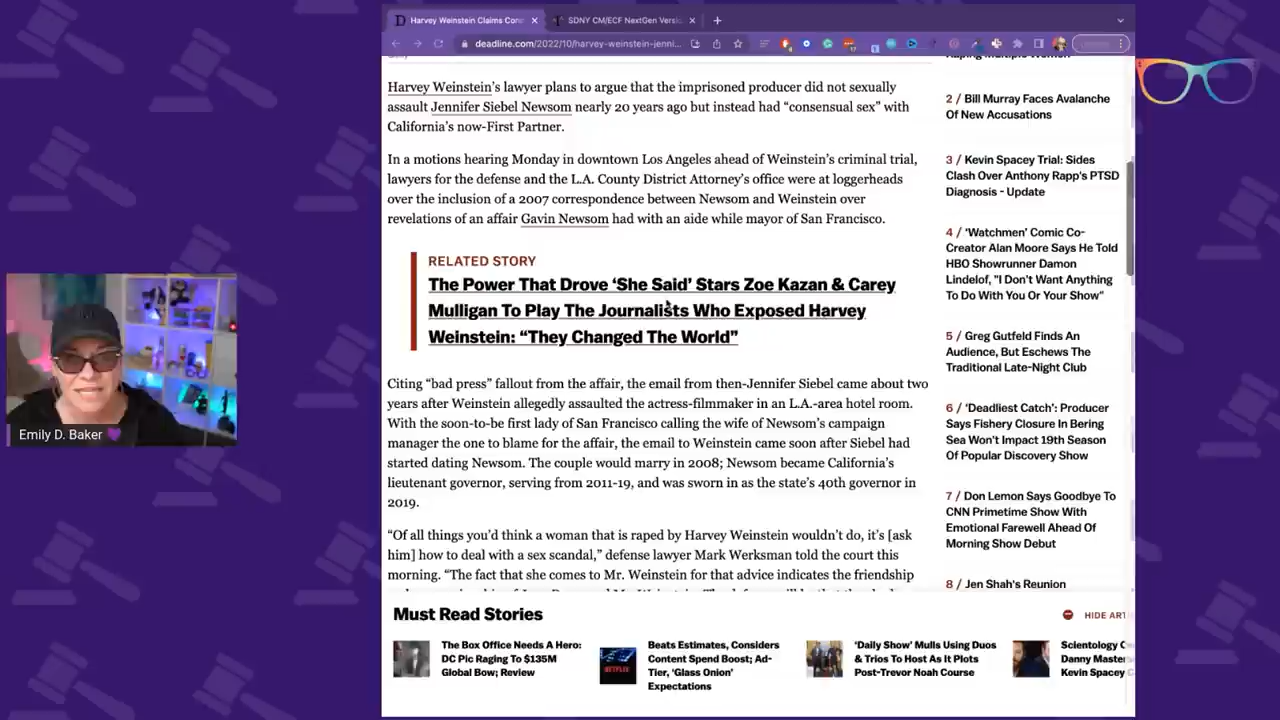 Harvey Weinstein Claims Con
SDNY CM/ECF NextGen Versi
deadline.com/2022/10/harvey-weinstein-jenni...
Harvey Weinstein's lawyer plans to argue that the imprisoned producer did not sexually
assault Jennifer Siebel Newsom nearly 20 years ago but instead had “consensual sex” with
California's now-First Partner.
In a motions hearing Monday in downtown Los Angeles ahead of Weinstein's criminal trial,
lawyers for the defense and the L.A. County District Attorney's office were at loggerheads
over the inclusion of a 2007 correspondence between Newsom and Weinstein over
revelations of an affair Gavin Newsom had with an aide while mayor of San Francisco.
RELATED STORY
The Power That Drove ‘She Said’ Stars Zoe Kazan & Carey
Mulligan To Play The Journalists Who Exposed Harvey
Weinstein: “They Changed The World”
Citing “bad press” fallout from the affair, the email from then-Jennifer Siebel came about two
years after Weinstein allegedly assaulted the actress-filmmaker in an L.A.-area hotel room.
With the soon-to-be first lady of San Francisco calling the wife of Newsom's campaign
manager the one to blame for the affair, the email to Weinstein came soon after Siebel had
started dating Newsom. The couple would marry in 2008; Newsom became California's
lieutenant governor, serving from 2011-19, and was sworn in as the state's 40th governor in
2019.
“Of all things you'd think a woman that is raped by Harvey Weinstein wouldn't do, it's [ask
him] how to deal with a sex scandal,” defense lawyer Mark Werksman told the court this
morning. “The fact that she comes to Mr. Weinstein for that advice indicates the friendship
Raping Multiple Women
2 / Bill Murray Faces Avalanche
Of New Accusations
3 / Kevin Spacey Trial: Sides
Clash Over Anthony Rapp's PTSD
Diagnosis - Update
4 / ‘Watchmen’ Comic Co-
Creator Alan Moore Says He Told
HBO Showrunner Damon
Lindelof, "I Don't Want Anything
To Do With You Or Your Show”
5 / Greg Gutfeld Finds An
Audience, But Eschews The
Traditional Late-Night Club
6 / ‘Deadliest Catch’: Producer
Says Fishery Closure In Bering
Sea Won't Impact 19th Season
Of Popular Discovery Show
7 / Don Lemon Says Goodbye To
CNN Primetime Show With
Emotional Farewell Ahead Of
Morning Show Debut
8 / Jen Shah's Reunion
Must Read Stories
HIDE ART
The Box Office Needs A Hero:
DC Pic Raging To $135M
Global Bow; Review
NETFLIX
Beats Estimates, Considers
Content Spend Boost; Ad-
Tier, ‘Glass Onion’
Expectations
‘Daily Show’ Mulls Using Duos
& Trios To Host As It Plots
Post-Trevor Noah Course
Scientology C
Danny Master
Kevin Spacey
Emily D. Baker